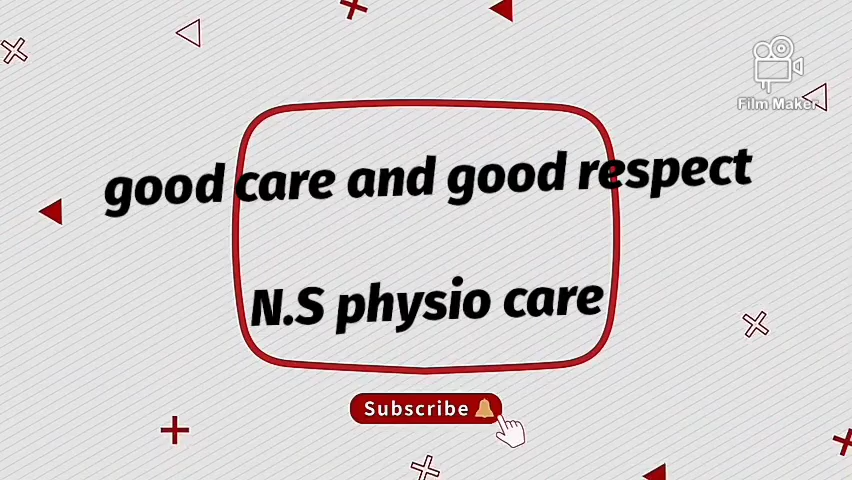 Film Maker
good care and good respect
N.S physio care
Subscribe